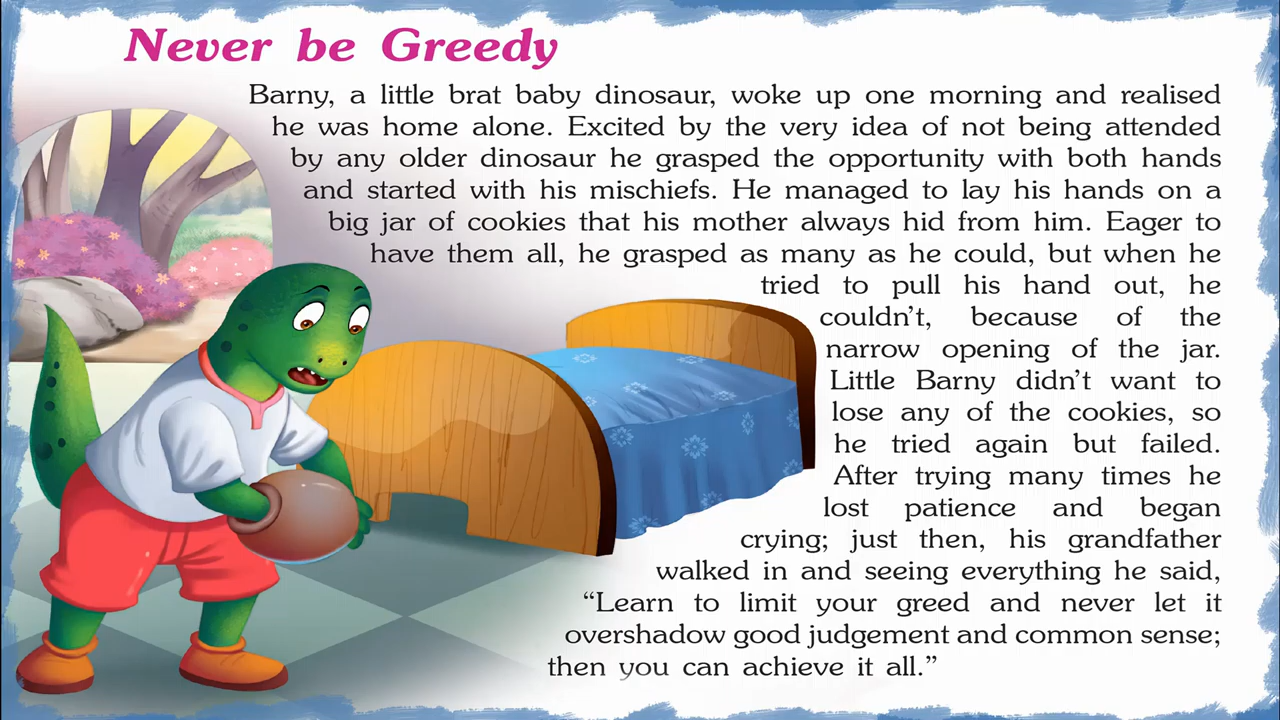 Never be Greedy
Barny, a little brat baby dinosaur, woke up one morning and realised
he was home alone. Excited by the very idea of not being attended
by any older dinosaur he grasped the opportunity with both hands
and started with his mischiefs. He managed to lay his hands on a
big jar of cookies that his mother always hid from him. Eager to
have them all, he grasped as many as he could, but when he
tried to pull his hand out, he
couldn’t, because of the
narrow opening of the jar.
Little Barny didn’t want to
lose any of the cookies, so
he tried again but failed.
After trying many times he
lost patience and began
crying; just then, his grandfather
walked in and seeing everything he said,
“Learn to limit your greed and never let it
overshadow good judgement and common sense;
then you can achieve it all.”